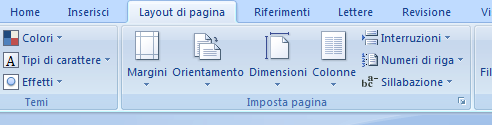 Home Inserisci Layout di pagina Riferimenti Lettere Revisione
Colori
Tipi di carattere
Effetti
Temi
Margini Orientamento Dimensioni Colonne
Interruzioni
Numeri di riga
Sillabazione
Imposta pagina